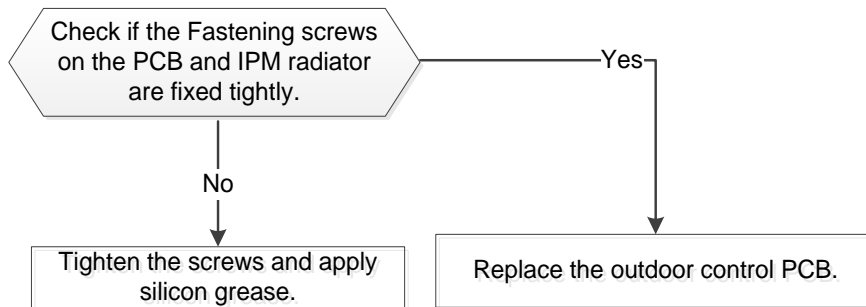 Check if the Fastening screws
on the PCB and IPM radiator
are fixed tightly.
Yes
No
Tighten the screws and apply
silicon grease.
Replace the outdoor control PCB.